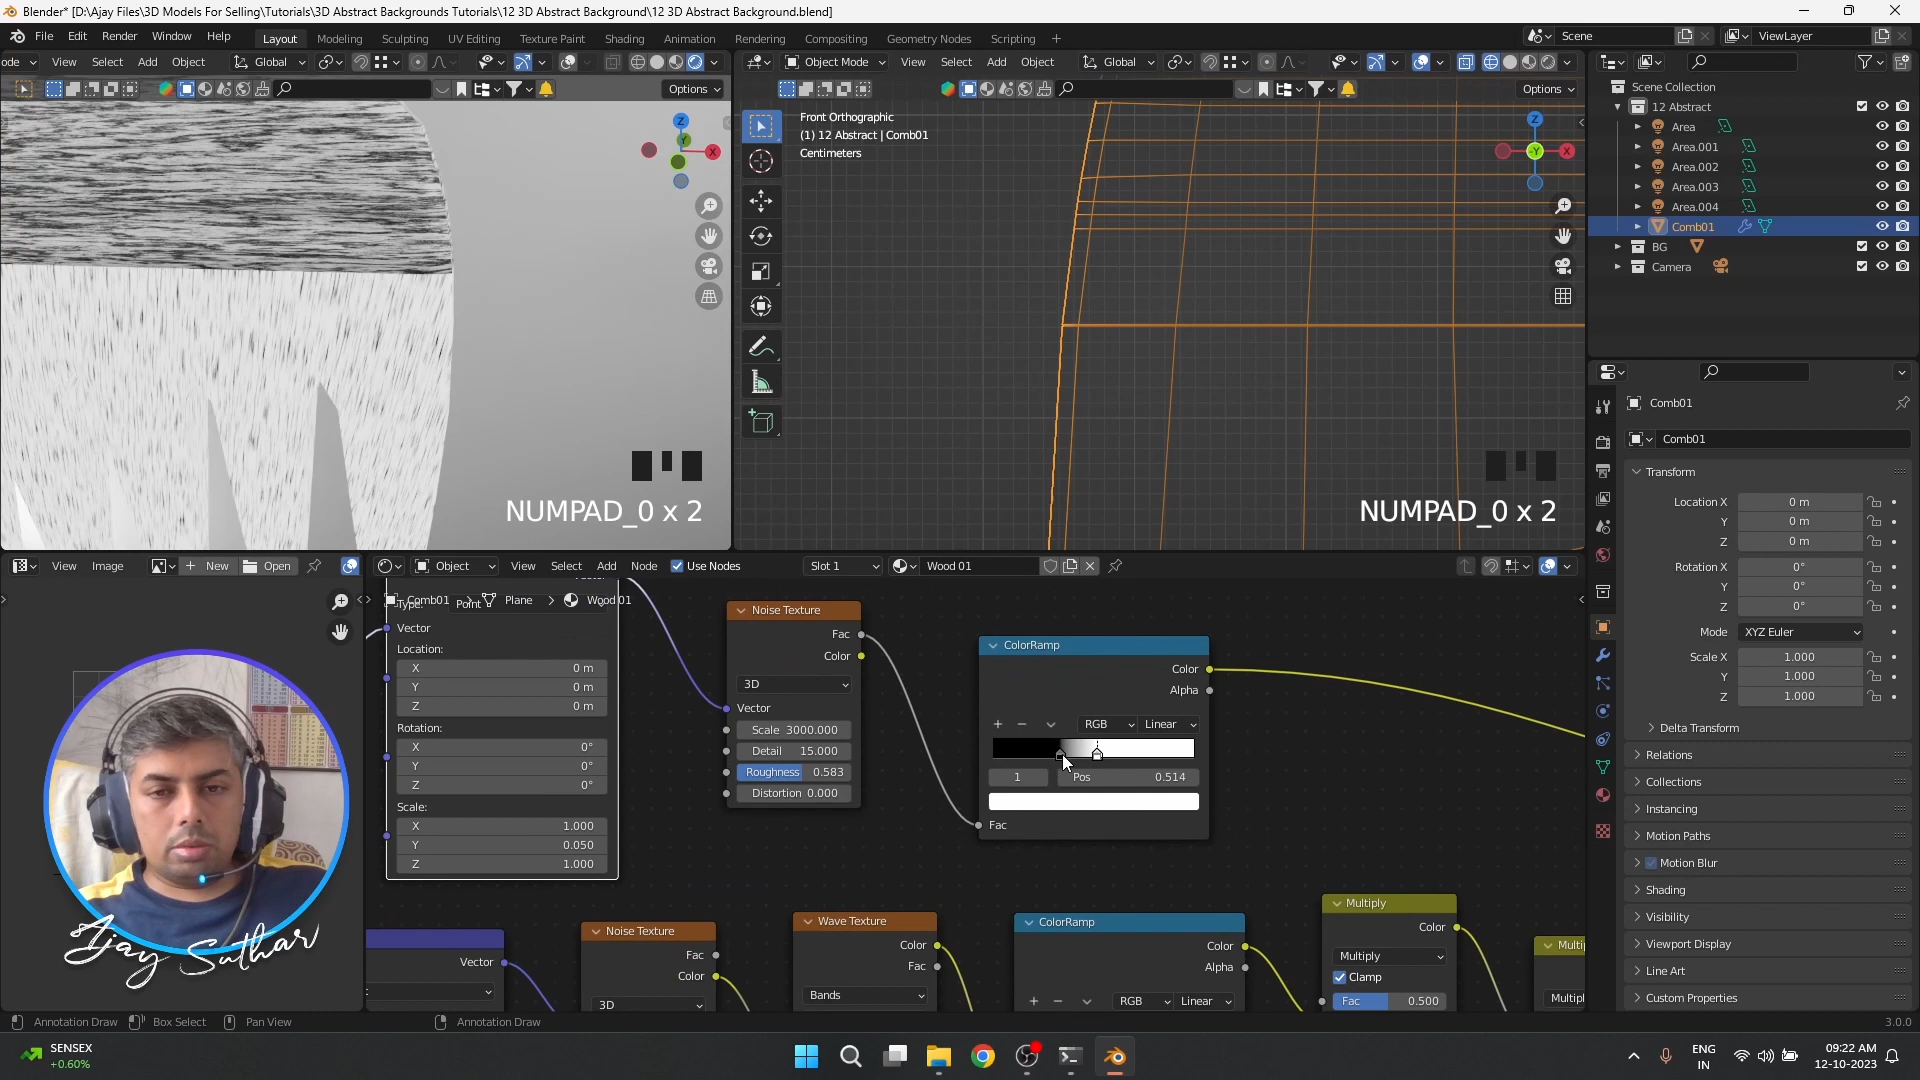 Blender* [D:\Ajay Files\3D Models For Selling\Tutorials\3D Abstract Backgrounds Tutorials\12 3D Abstract Background\12 3D Abstract Background.blend]
File Edit Render Window Help Layout Modeling Sculpting UV Editing Texture Paint Shading Animation Rendering Compositing Geometry Nodes Scripting + Scene ViewLayer
ode View Select Add Object Global Object Mode View Select Add Object Global
Options Options
Front Orthographic
(1) 12 Abstract | Comb01
Centimeters
Z Y X
Z -Y X
NUMPAD_0 x 2
NUMPAD_0 x 2
Scene Collection
12 Abstract
Area
Area.001
Area.002
Area.003
Area.004
Comb01
BG
Camera
Comb01
Comb01
Transform
Location X 0 m
Y 0 m
Z 0 m
Rotation X 0°
Y 0°
Z 0°
Mode XYZ Euler
Scale X 1.000
Y 1.000
Z 1.000
Delta Transform
Relations
Collections
Instancing
Motion Paths
Motion Blur
Shading
Visibility
Viewport Display
Line Art
Custom Properties
View Image + New Open Object View Select Add Node Use Nodes Slot 1 Wood 01
Comb01 > Plane > Wood 01
Type: Point
Vector
Location:
X 0 m
Y 0 m
Z 0 m
Rotation:
X 0°
Y 0°
Z 0°
Scale:
X 1.000
Y 0.050
Z 1.000
Noise Texture
Fac
Color
3D
Vector
Scale 3000.000
Detail 15.000
Roughness 0.583
Distortion 0.000
ColorRamp
Color
Alpha
+ − RGB Linear
1 Pos 0.514
Fac
Vector
Noise Texture
Fac
Color
3D
Wave Texture
Color
Fac
Bands
ColorRamp
Color
Alpha
+ − RGB Linear
Multiply
Color
Multiply
Clamp
Fac 0.500
Multip
Multipl
Ajay Suthar
Annotation Draw Box Select Pan View Annotation Draw 3.0.0
SENSEX
+0.60%
ENG
IN
09:22 AM
12-10-2023